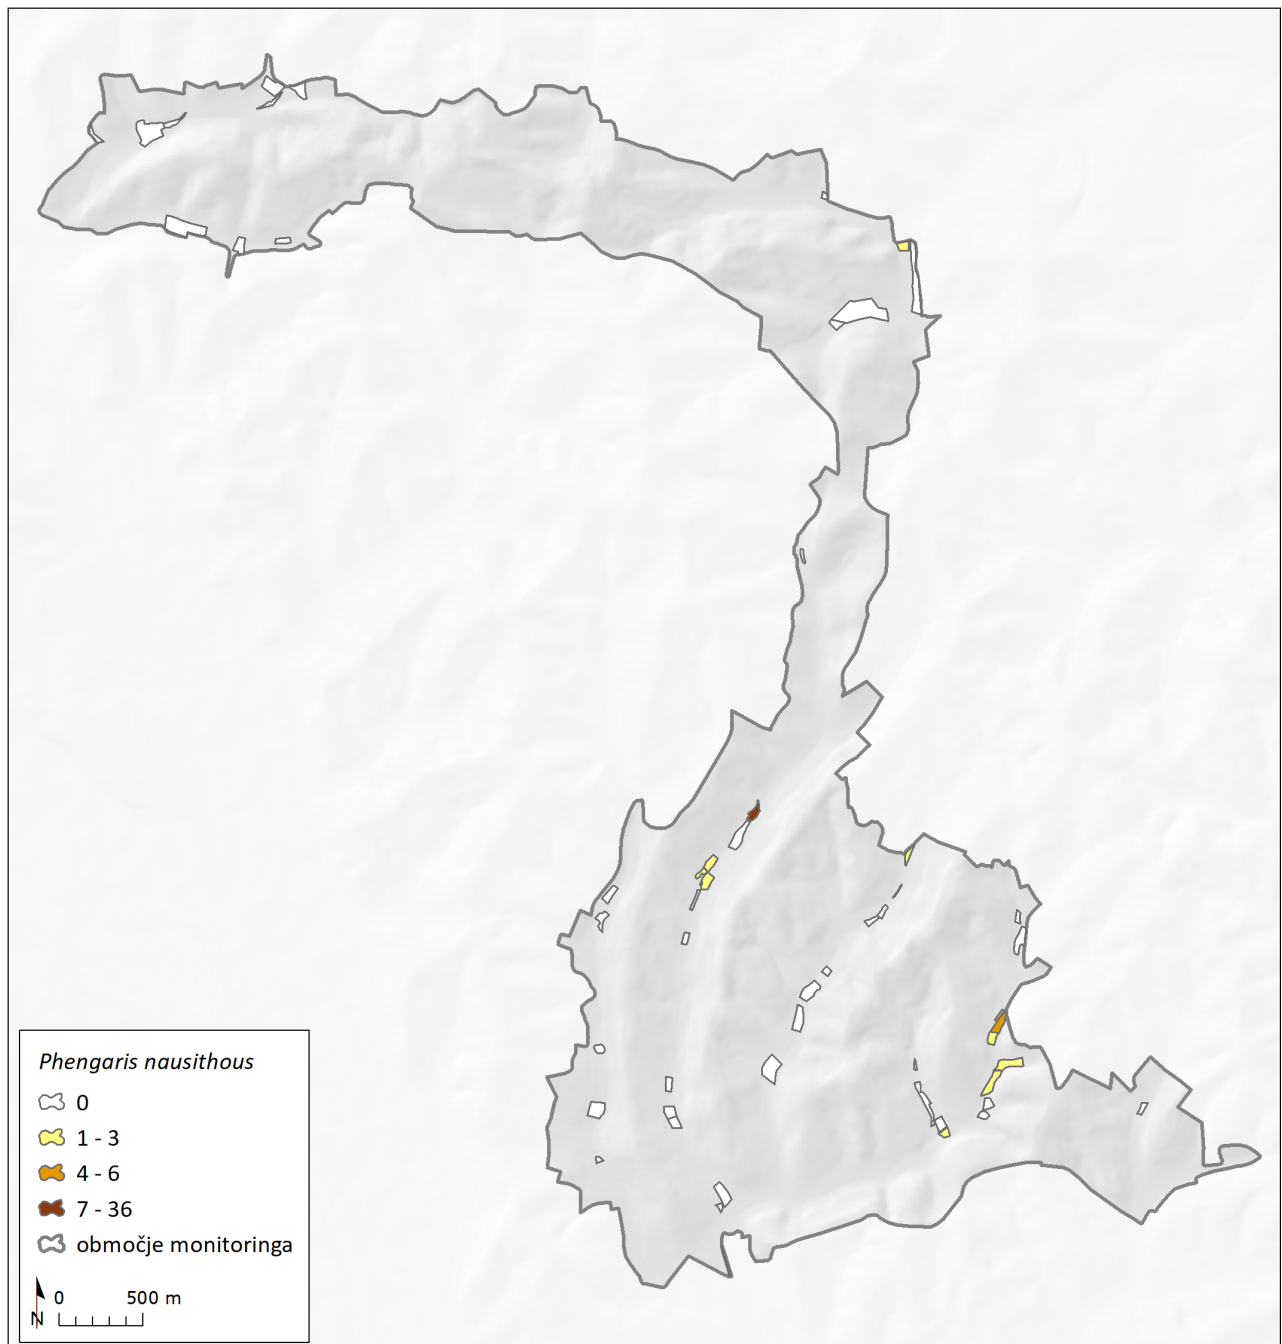 Phengaris nausithous
0
1 - 3
4 - 6
7 - 36
območje monitoringa
0 500 m
N